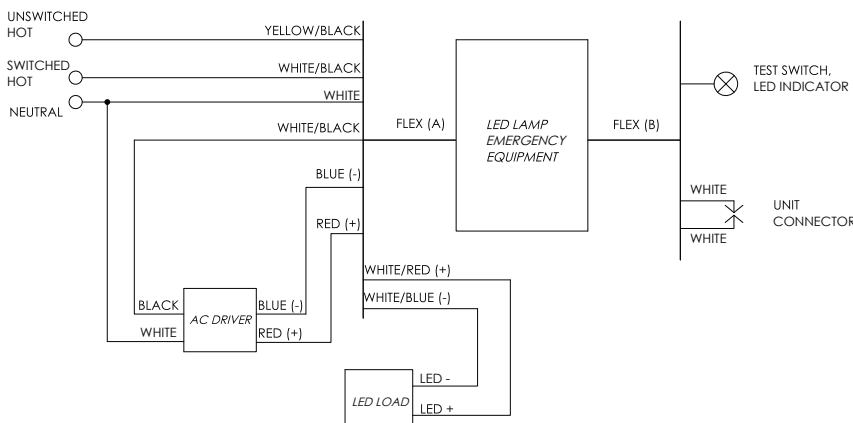 UNSWITCHED
HOT
YELLOW/BLACK
SWITCHED
HOT
WHITE/BLACK
NEUTRAL
WHITE
WHITE/BLACK
FLEX (A)
LED LAMP
EMERGENCY
EQUIPMENT
FLEX (B)
TEST SWITCH,
LED INDICATOR
BLUE (-)
RED (+)
WHITE
UNIT
CONNECTOR
WHITE
WHITE/RED (+)
WHITE/BLUE (-)
BLACK
AC DRIVER
BLUE (-)
WHITE
RED (+)
LED LOAD
LED -
LED +